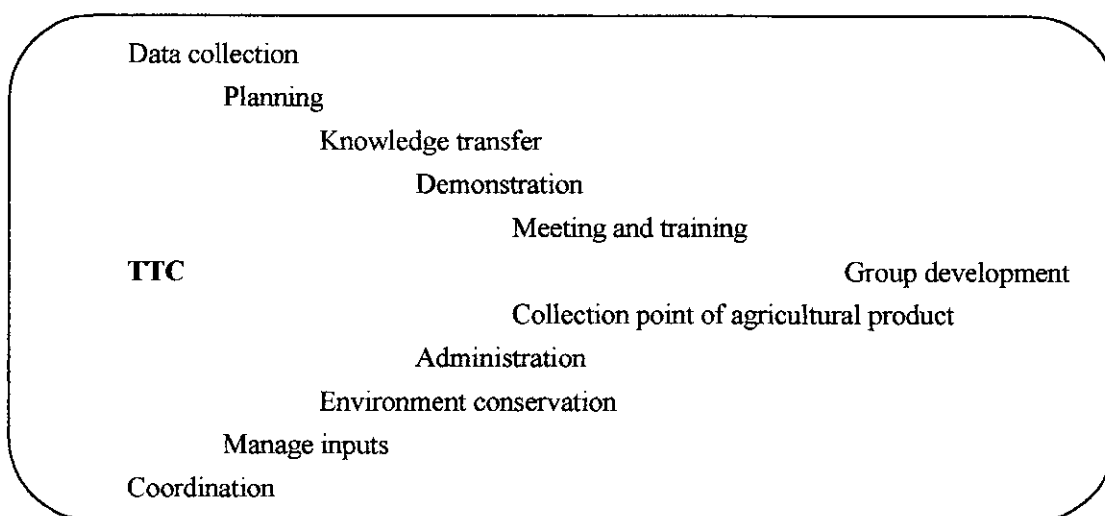 Data collection
Planning
Knowledge transfer
Demonstration
Meeting and training
TTC Group development
Collection point of agricultural product
Administration
Environment conservation
Manage inputs
Coordination